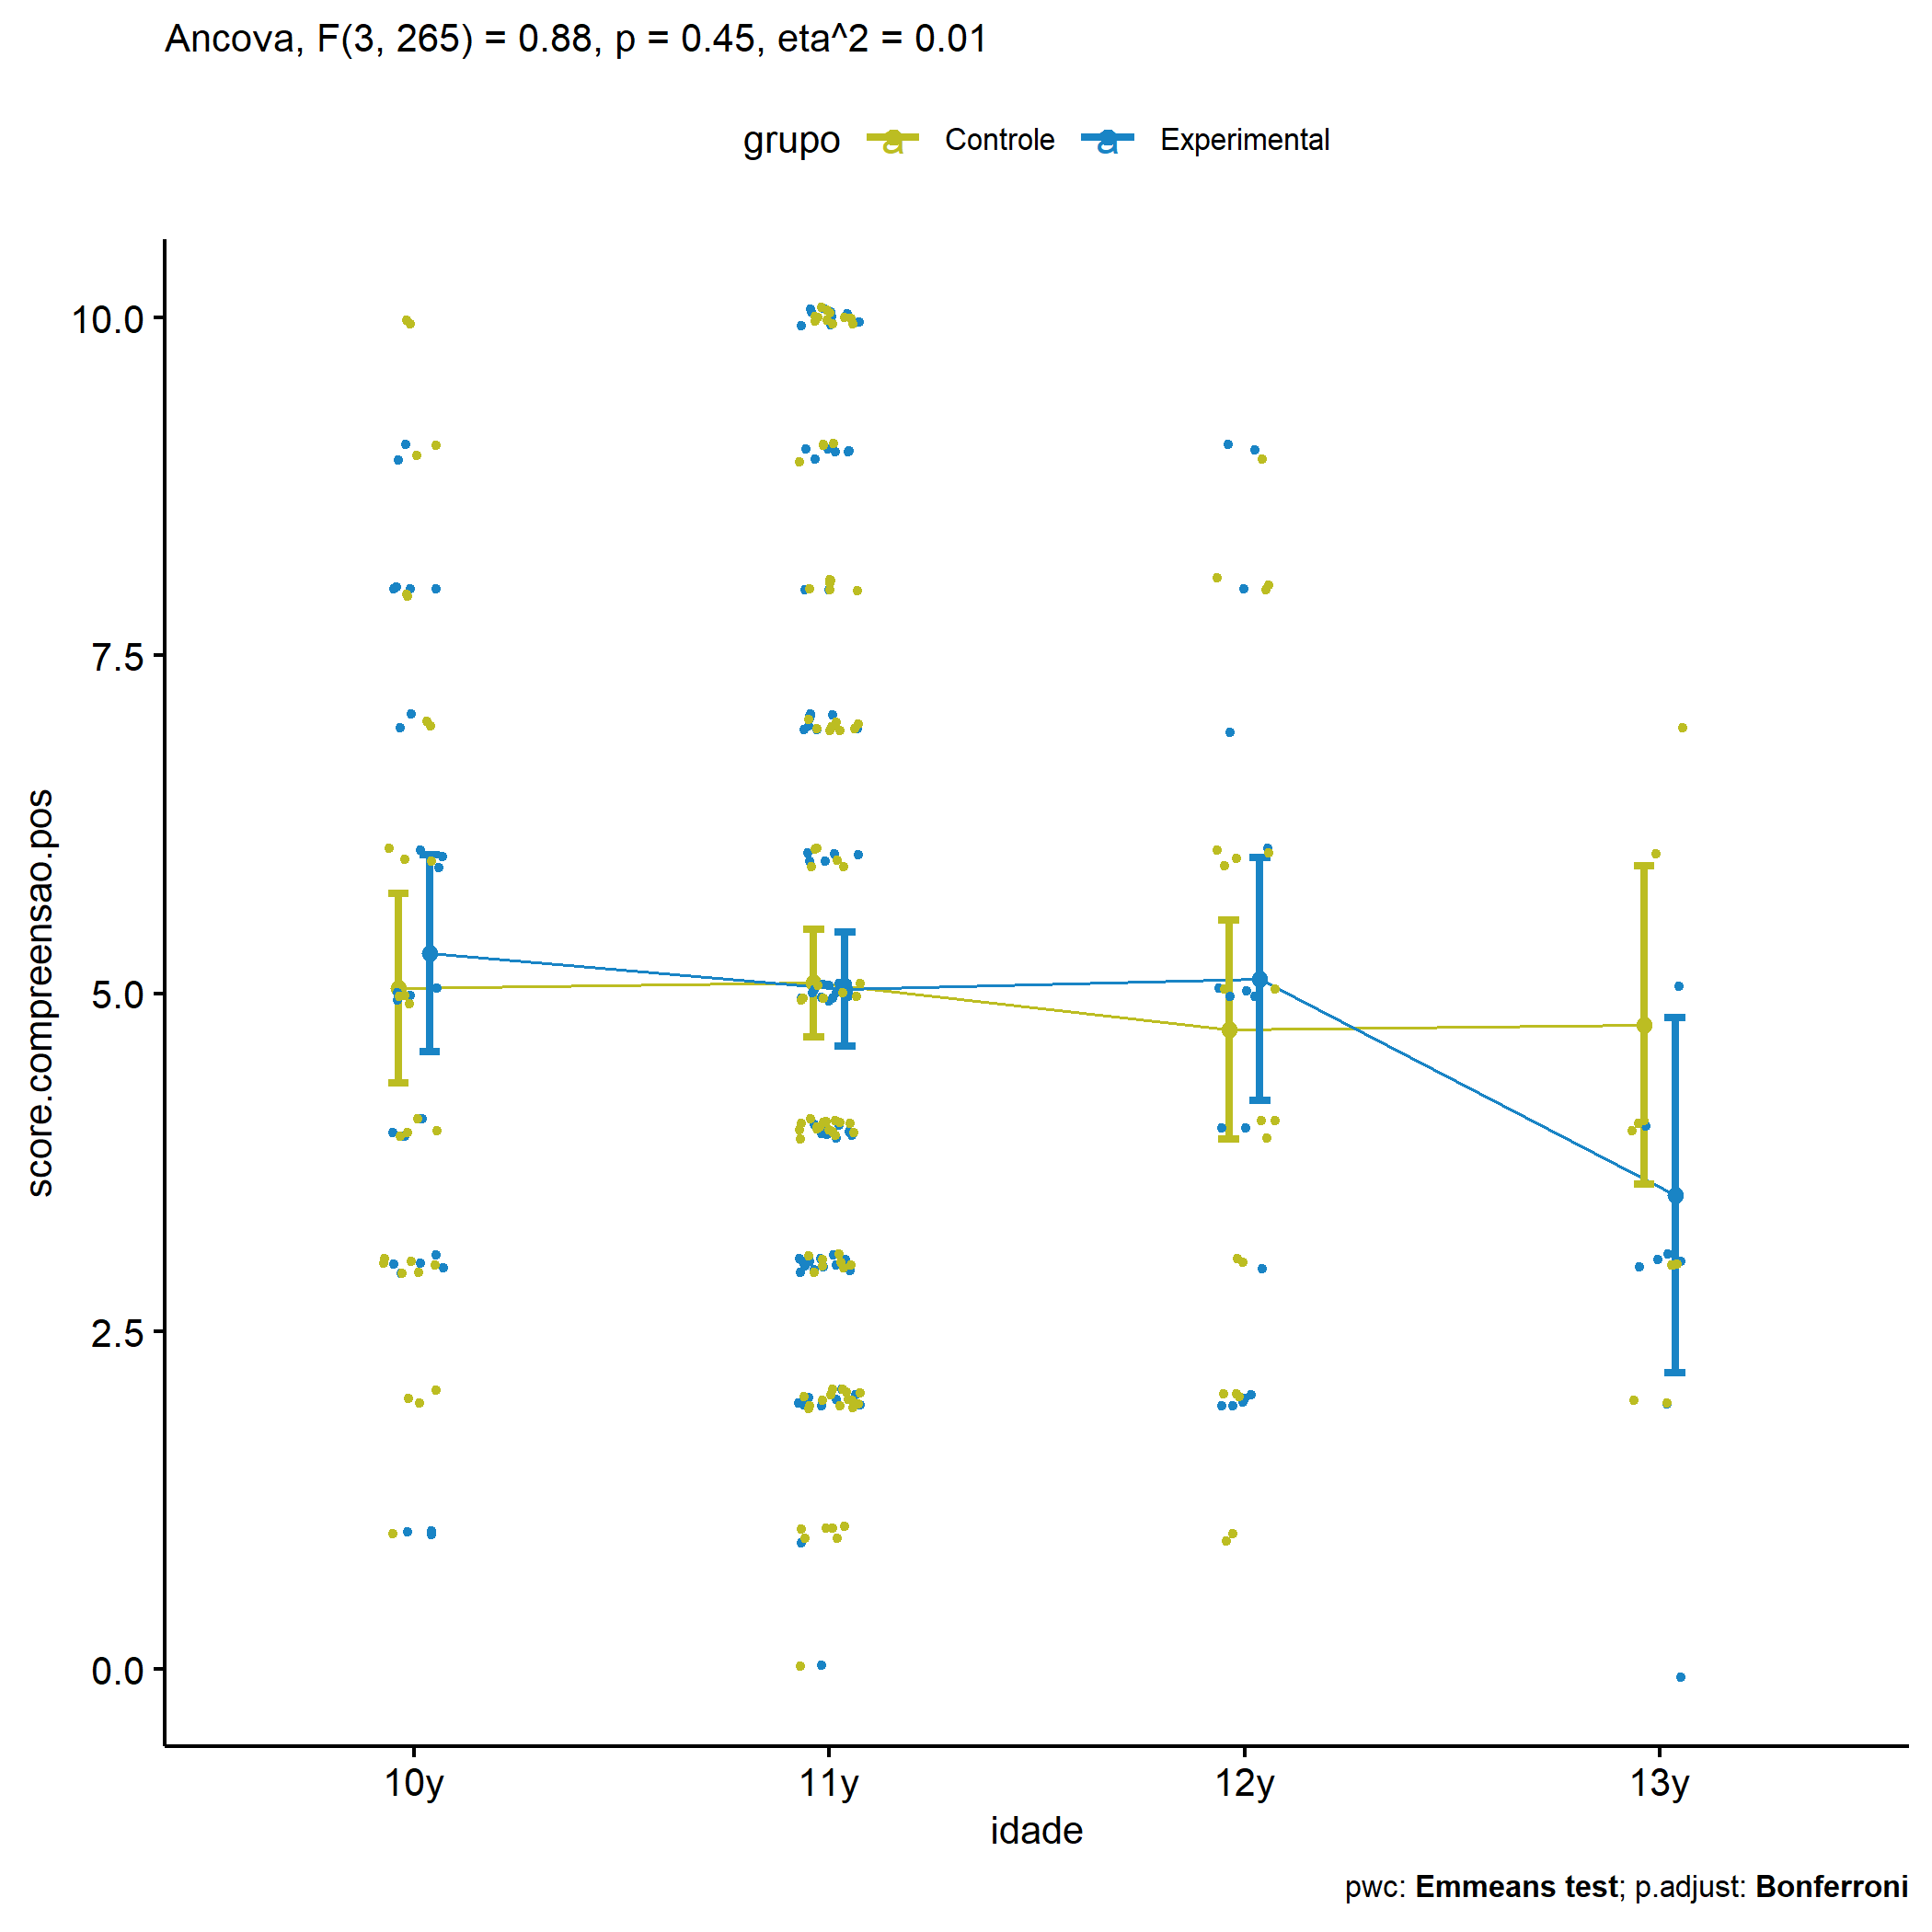 Ancova, F(3, 265) = 0.88, p = 0.45, eta^2 = 0.01
grupo a Controle a Experimental
score.compreensao.pos
10.0
7.5
5.0
2.5
0.0
10y 11y 12y 13y
idade
pwc: Emmeans test; p.adjust: Bonferroni